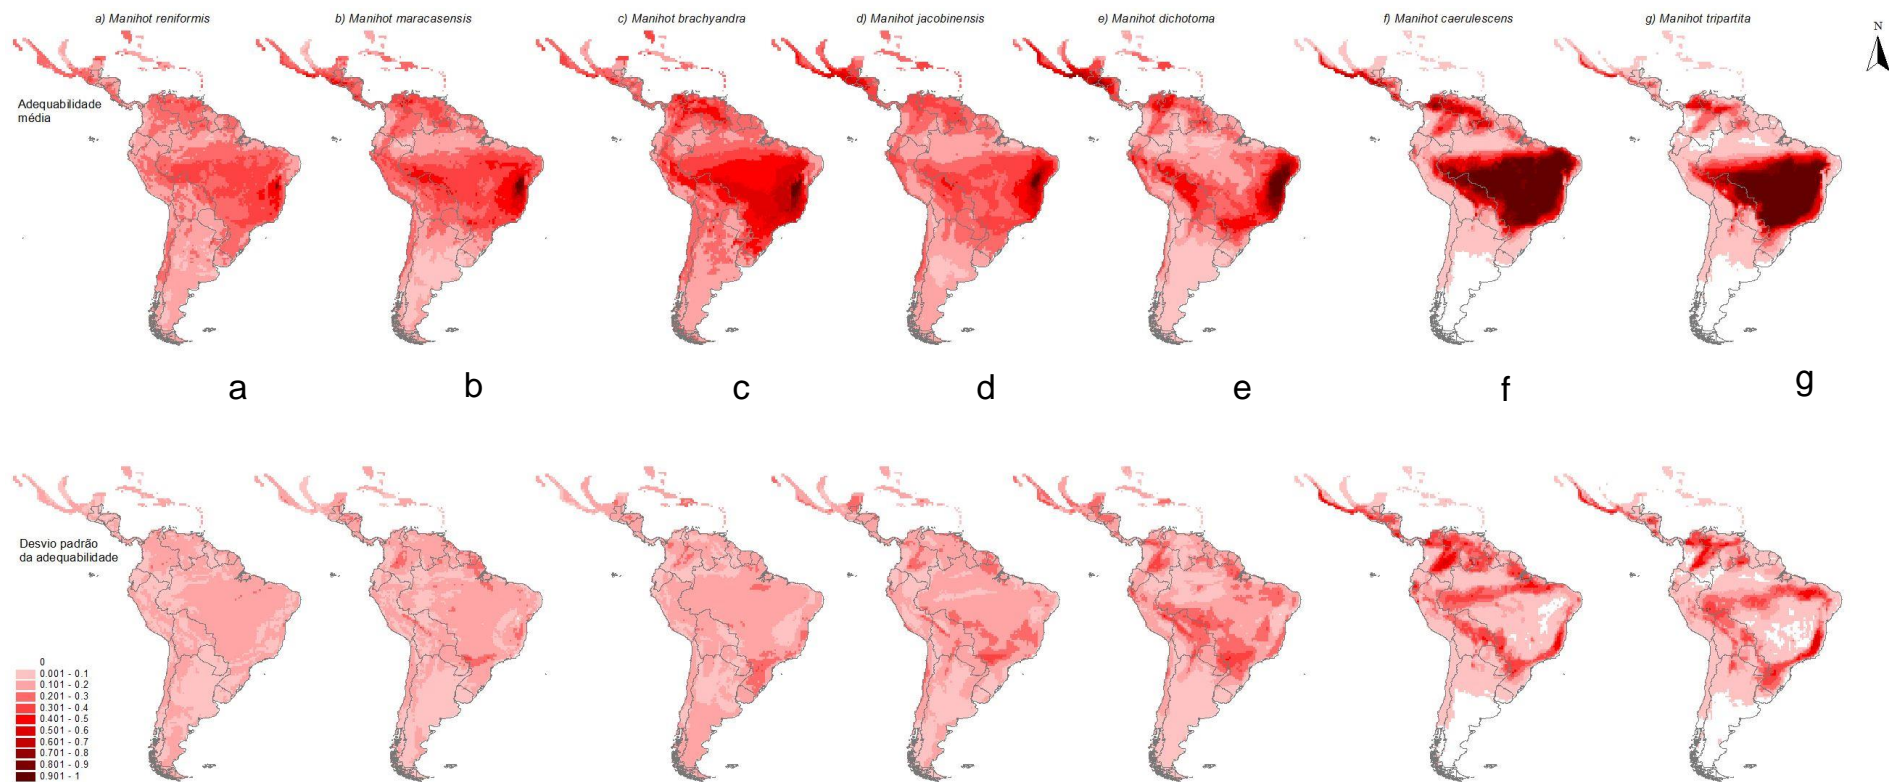 a) Manihot reniformis
b) Manihot maracasensis
c) Manihot brachyandra
d) Manihot jacobinensis
e) Manihot dichotoma
f) Manihot caerulescens
g) Manihot tripartita
N
Adequabilidade
média
a
b
c
d
e
f
g
Desvio padrão
da adequabilidade
0
0.001 - 0.1
0.101 - 0.2
0.201 - 0.3
0.301 - 0.4
0.401 - 0.5
0.501 - 0.6
0.601 - 0.7
0.701 - 0.8
0.801 - 0.9
0.901 - 1